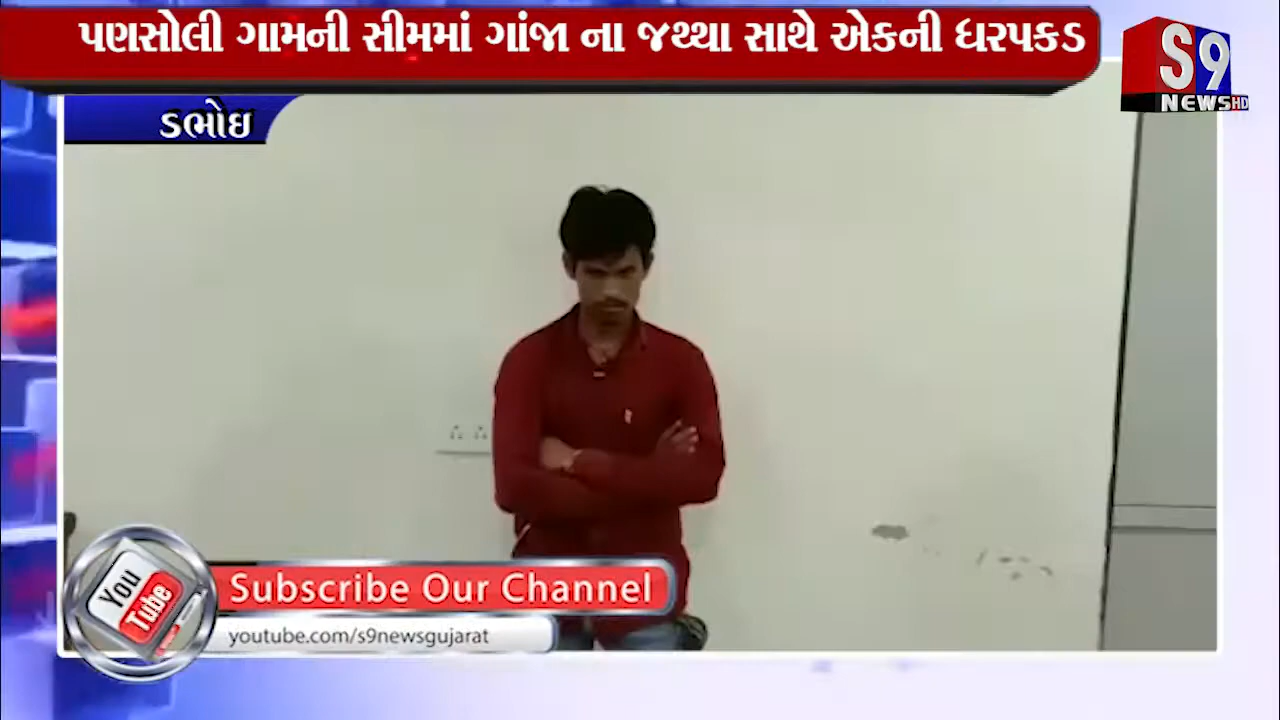 પણસોલી ગામની સીમમાં ગાંજા ના જથ્થા સાથે એકની ધરપકડ
S9
NEWS HD
ડભોઇ
You
Tube
Subscribe Our Channel
youtube.com/s9newsgujarat